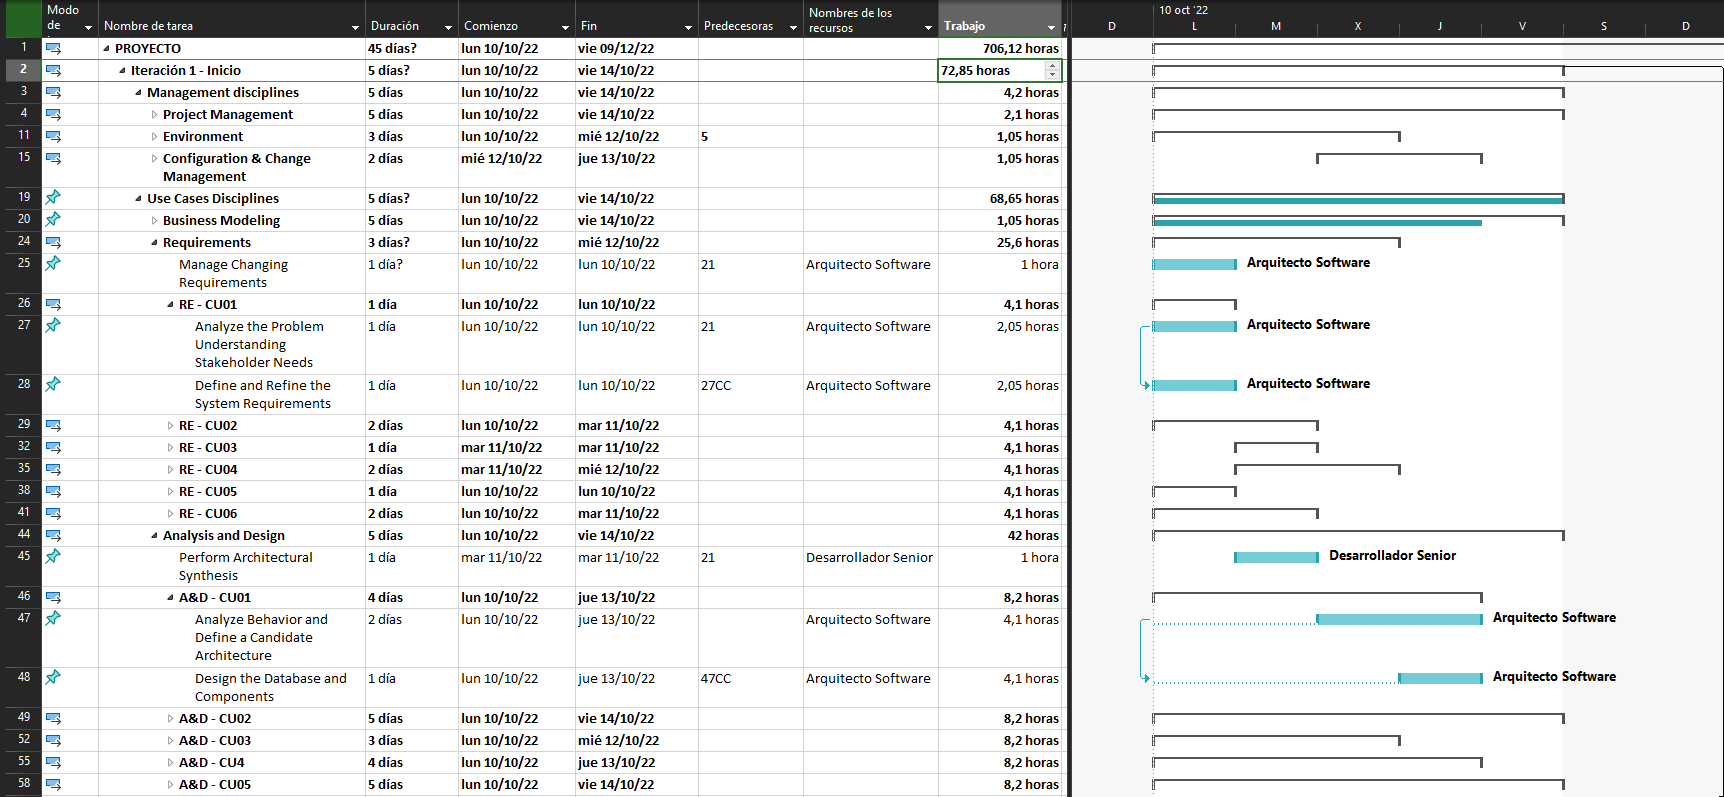 Modo de
Nombre de tarea
Duración
Comienzo
Fin
Predecesoras
Nombres de los recursos
Trabajo
10 oct '22
D L M X J V S D
1 PROYECTO 45 días? lun 10/10/22 vie 09/12/22 706,12 horas
2 Iteración 1 - Inicio 5 días? lun 10/10/22 vie 14/10/22 72,85 horas
3 Management disciplines 5 días lun 10/10/22 vie 14/10/22 4,2 horas
4 Project Management 5 días lun 10/10/22 vie 14/10/22 2,1 horas
11 Environment 3 días lun 10/10/22 mié 12/10/22 5 1,05 horas
15 Configuration & Change 2 días mié 12/10/22 jue 13/10/22 1,05 horas
Management
19 Use Cases Disciplines 5 días? lun 10/10/22 vie 14/10/22 68,65 horas
20 Business Modeling 5 días lun 10/10/22 vie 14/10/22 1,05 horas
24 Requirements 3 días? lun 10/10/22 mié 12/10/22 25,6 horas
25 Manage Changing 1 día? lun 10/10/22 lun 10/10/22 21 Arquitecto Software 1 hora Arquitecto Software
Requirements
26 RE - CU01 1 día lun 10/10/22 lun 10/10/22 4,1 horas
27 Analyze the Problem 1 día lun 10/10/22 lun 10/10/22 21 Arquitecto Software 2,05 horas Arquitecto Software
Understanding
Stakeholder Needs
28 Define and Refine the 1 día lun 10/10/22 lun 10/10/22 27CC Arquitecto Software 2,05 horas Arquitecto Software
System Requirements
29 RE - CU02 2 días lun 10/10/22 mar 11/10/22 4,1 horas
32 RE - CU03 1 día mar 11/10/22 mar 11/10/22 4,1 horas
35 RE - CU04 2 días mar 11/10/22 mié 12/10/22 4,1 horas
38 RE - CU05 1 día lun 10/10/22 lun 10/10/22 4,1 horas
41 RE - CU06 2 días lun 10/10/22 mar 11/10/22 4,1 horas
44 Analysis and Design 5 días lun 10/10/22 vie 14/10/22 42 horas
45 Perform Architectural 1 día mar 11/10/22 mar 11/10/22 21 Desarrollador Senior 1 hora Desarrollador Senior
Synthesis
46 A&D - CU01 4 días lun 10/10/22 jue 13/10/22 8,2 horas
47 Analyze Behavior and 2 días lun 10/10/22 jue 13/10/22 Arquitecto Software 4,1 horas Arquitecto Software
Define a Candidate
Architecture
48 Design the Database and 1 día lun 10/10/22 jue 13/10/22 47CC Arquitecto Software 4,1 horas Arquitecto Software
Components
49 A&D - CU02 5 días lun 10/10/22 vie 14/10/22 8,2 horas
52 A&D - CU03 3 días lun 10/10/22 mié 12/10/22 8,2 horas
55 A&D - CU4 4 días lun 10/10/22 jue 13/10/22 8,2 horas
58 A&D - CU05 5 días lun 10/10/22 vie 14/10/22 8,2 horas